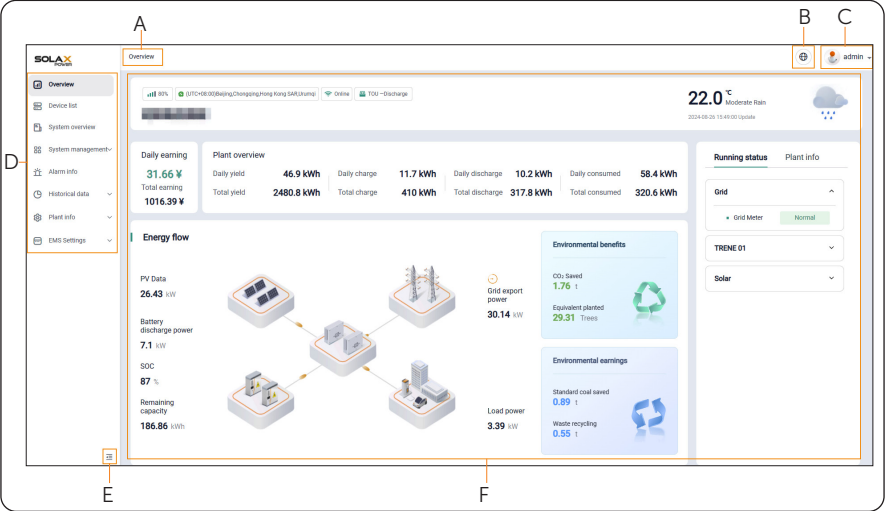 A
B
C
SOLAX
POWER
Overview
admin
Overview
Device list
System overview
System management
Alarm info
Historical data
Plant info
EMS Settings
D
E
F
90%
(UTC+08:00)Beijing,Chongqing,Hong Kong SAR,Urumqi
Online
TOU --Discharge
22.0 ℃
Moderate Rain
2024-08-26 15:49:00 Update
Daily earning
31.66 ¥
Total earning
1016.39 ¥
Plant overview
Daily yield 46.9 kWh Daily charge 11.7 kWh Daily discharge 10.2 kWh Daily consumed 58.4 kWh
Total yield 2480.8 kWh Total charge 410 kWh Total discharge 317.8 kWh Total consumed 320.6 kWh
Running status Plant info
Grid
Grid Meter Normal
TRENE 01
Solar
Energy flow
PV Data
26.43 kW
Battery
discharge power
7.1 kW
SOC
87 %
Remaining
capacity
186.86 kWh
Grid export
power
30.14 kW
Load power
3.39 kW
Environmental benefits
CO₂ Saved
1.76 t
Equivalent planted
29.31 Trees
Environmental earnings
Standard coal saved
0.89 t
Waste recycling
0.55 t